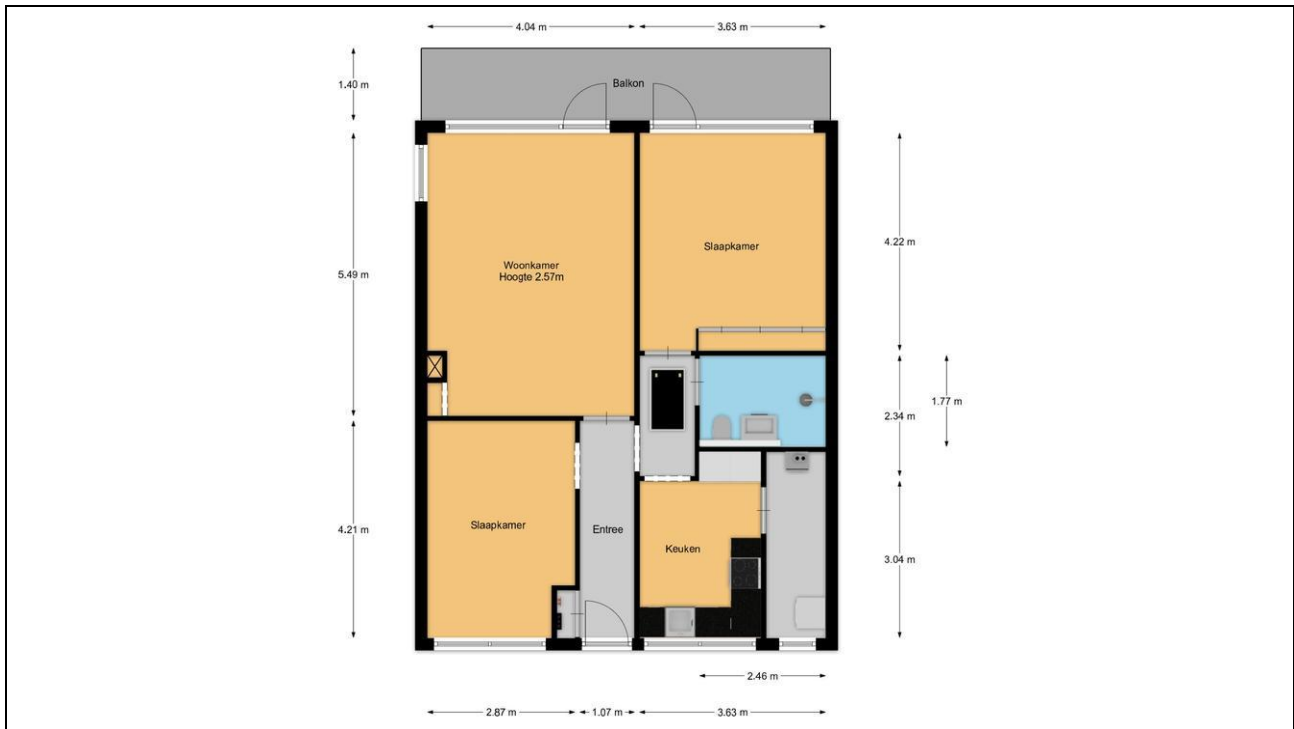 4.04 m
3.63 m
1.40 m
Balkon
Woonkamer
Hoogte 2.57m
Slaapkamer
5.49 m
4.22 m
2.34 m
1.77 m
Slaapkamer
Entree
Keuken
4.21 m
3.04 m
2.46 m
2.87 m
1.07 m
3.63 m